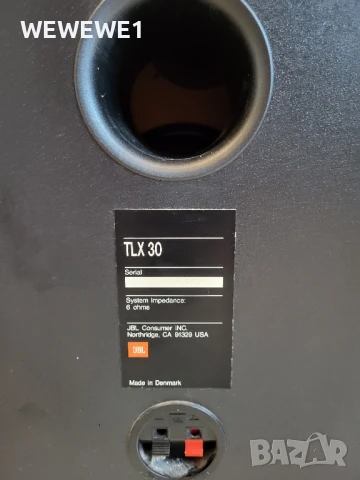 WEWEWE1
WEWEWE1
TLX 30
Serial
System Impedance:
6 ohms
JBL Consumer INC.
Northridge, CA 91329 USA
JBL
Made in Denmark
bazar